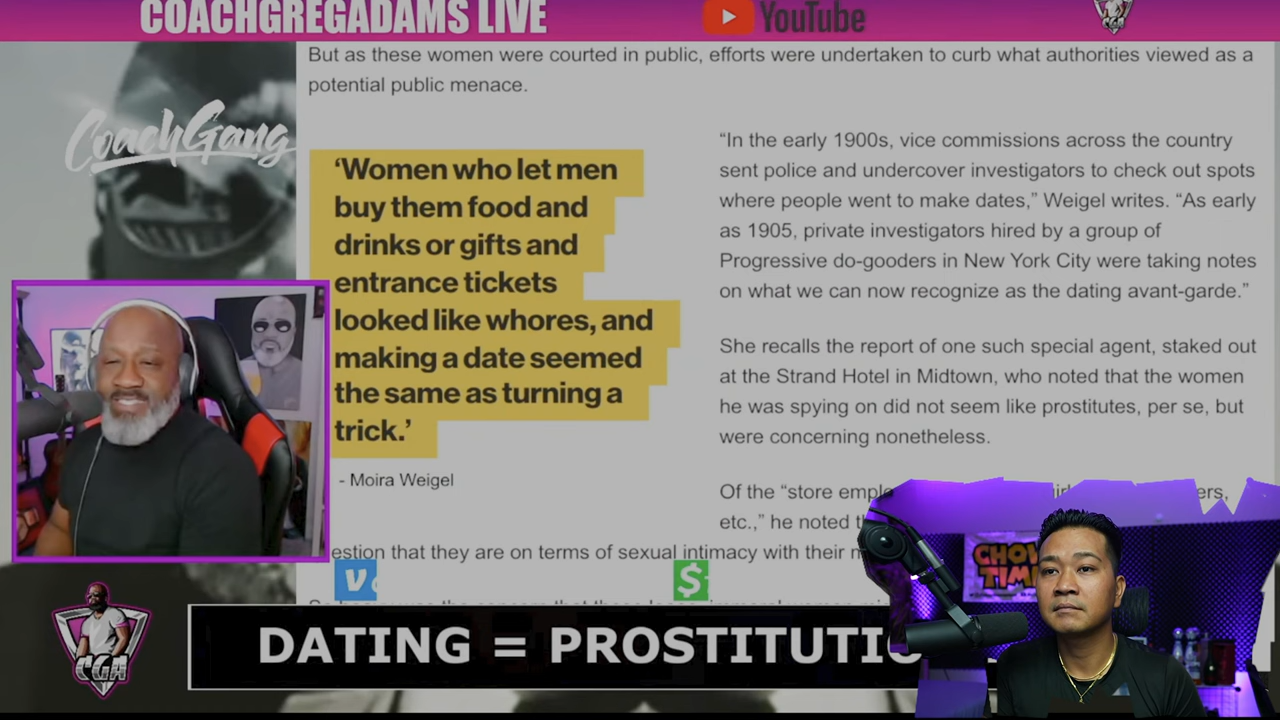 COACHGREGADAMS LIVE
YouTube
But as these women were courted in public, efforts were undertaken to curb what authorities viewed as a
potential public menace.
CoachGang
‘Women who let men
buy them food and
drinks or gifts and
entrance tickets
looked like whores, and
making a date seemed
the same as turning a
trick.’
- Moira Weigel
“In the early 1900s, vice commissions across the country
sent police and undercover investigators to check out spots
where people went to make dates,” Weigel writes. “As early
as 1905, private investigators hired by a group of
Progressive do-gooders in New York City were taking notes
on what we can now recognize as the dating avant-garde.”
She recalls the report of one such special agent, staked out
at the Strand Hotel in Midtown, who noted that the women
he was spying on did not seem like prostitutes, per se, but
were concerning nonetheless.
Of the “store
etc.,” he noted
that they are on terms of sexual intimacy with their
CHOW
TIME
CGA
DATING =